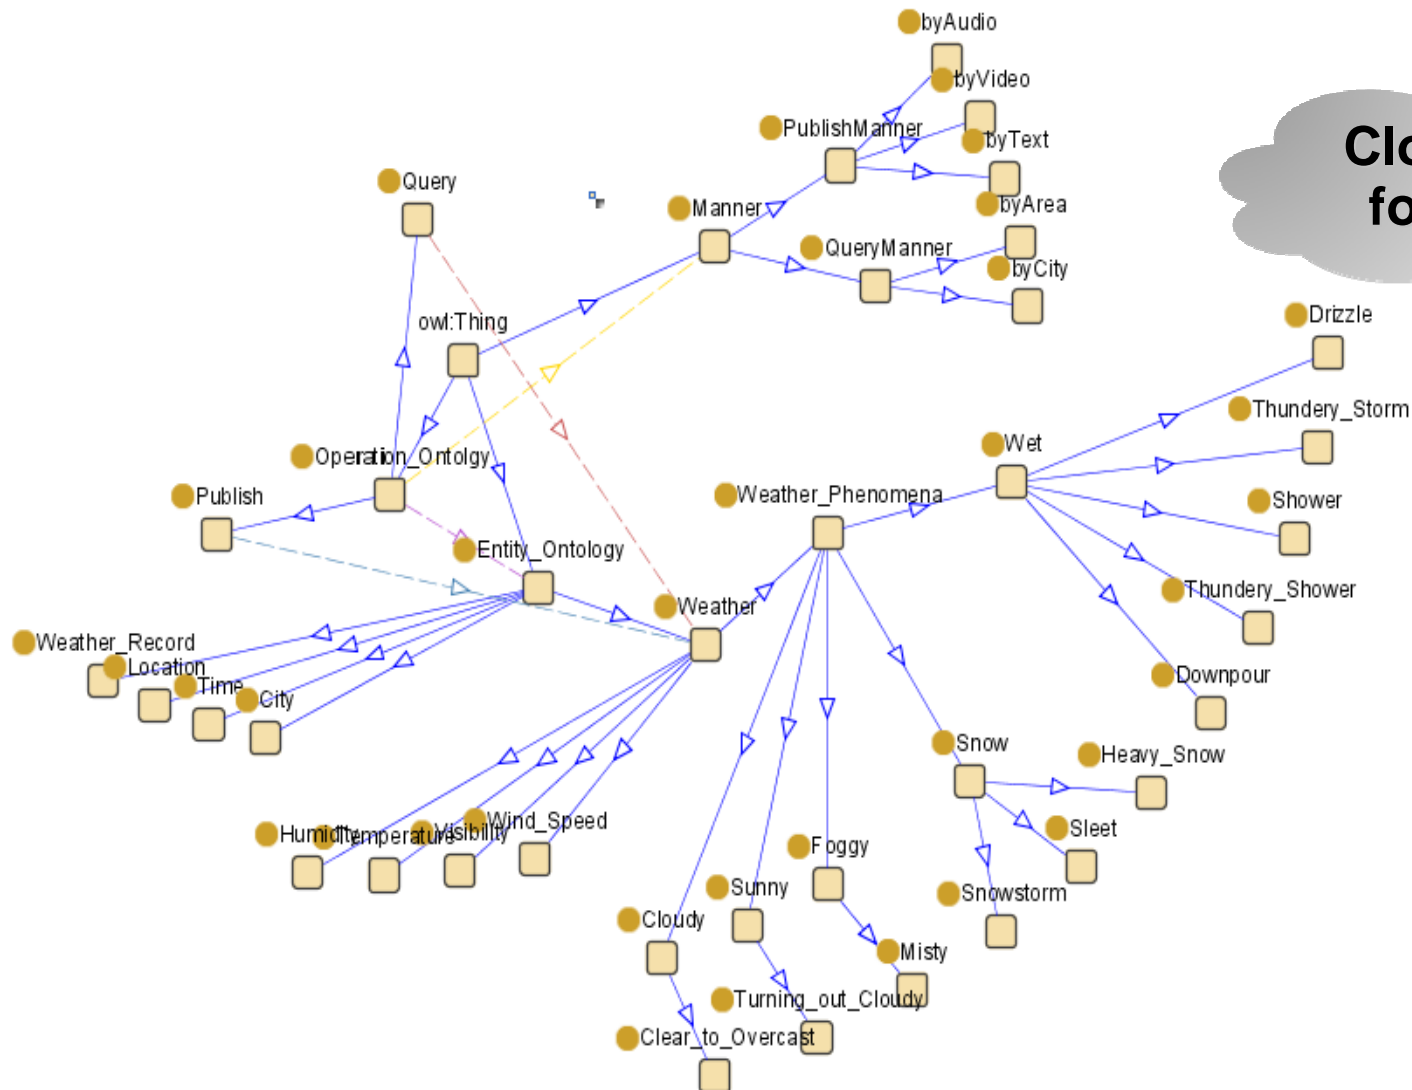 byAudio
byVideo
PublishManner
byText
Query
Manner
byArea
QueryManner
byCity
owl:Thing
Drizzle
Thundery_Storm
Wet
Operation_Ontolgy
Publish
Weather_Phenomena
Shower
Entity_Ontology
Thundery_Shower
Weather
Weather_Record
Location
Time
City
Downpour
Snow
Heavy_Snow
Humidity
Temperature
Visibility
Wind_Speed
Sleet
Foggy
Sunny
Snowstorm
Cloudy
Misty
Turning_out_Cloudy
Clear_to_Overcast
Clo
fo